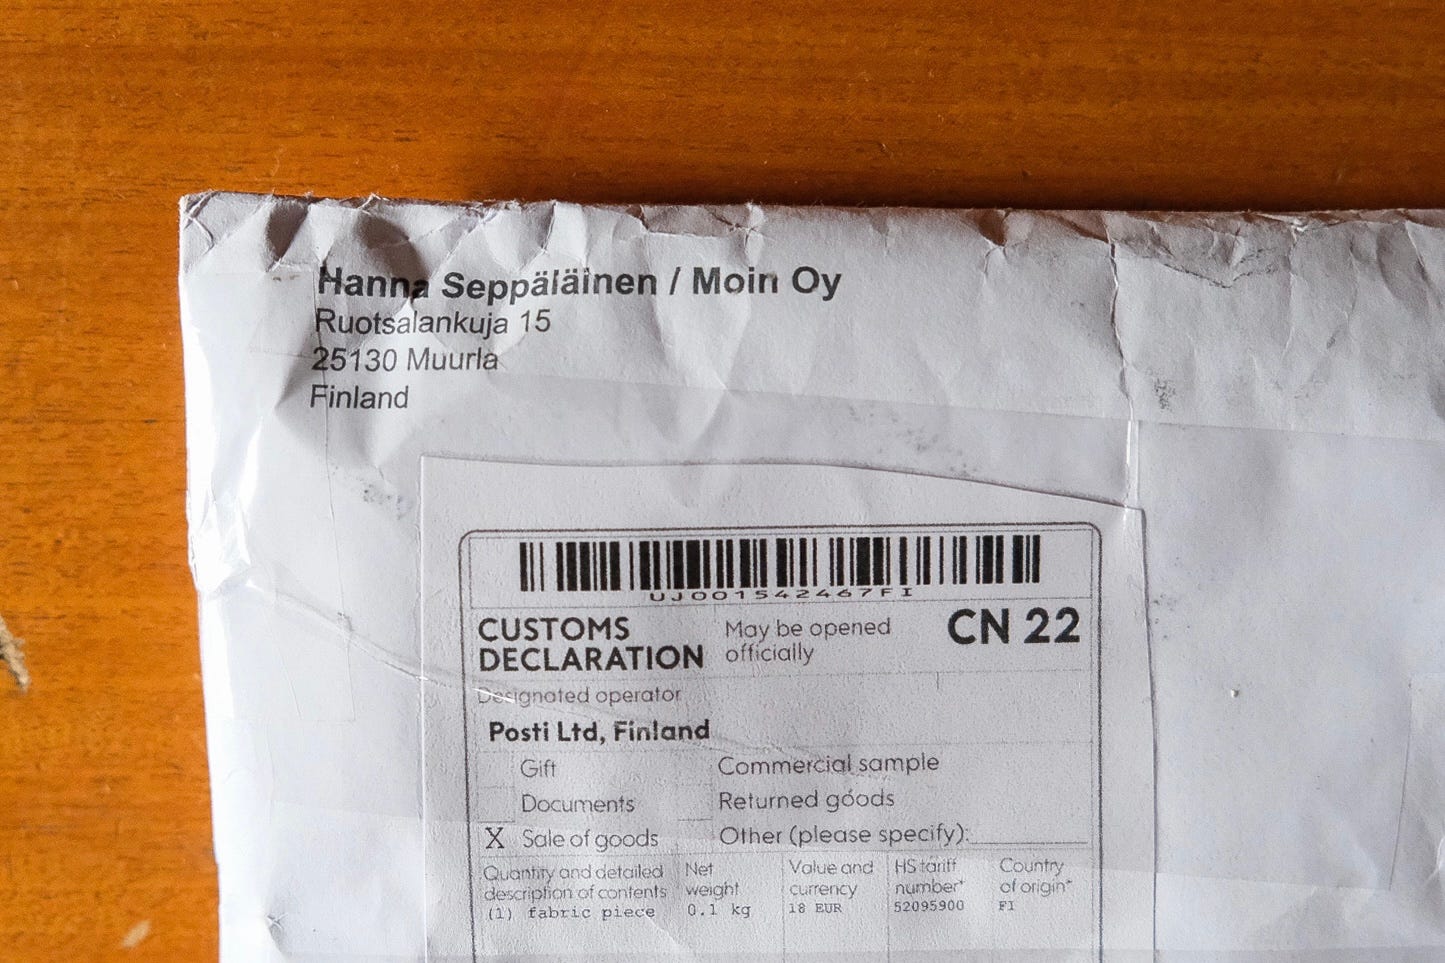 Hanna Seppäläinen / Moin Oy
Ruotsalankuja 15
25130 Muurla
Finland
UJ001542467FI
CUSTOMS DECLARATION
May be opened officially
CN 22
Designated operator
Posti Ltd, Finland
Gift
Commercial sample
Documents
Returned goods
X Sale of goods
Other (please specify):
Quantity and detailed description of contents
Net weight
Value and currency
HS tariff number*
Country of origin*
(1) fabric piece
0.1 kg
18 EUR
52095900
FI